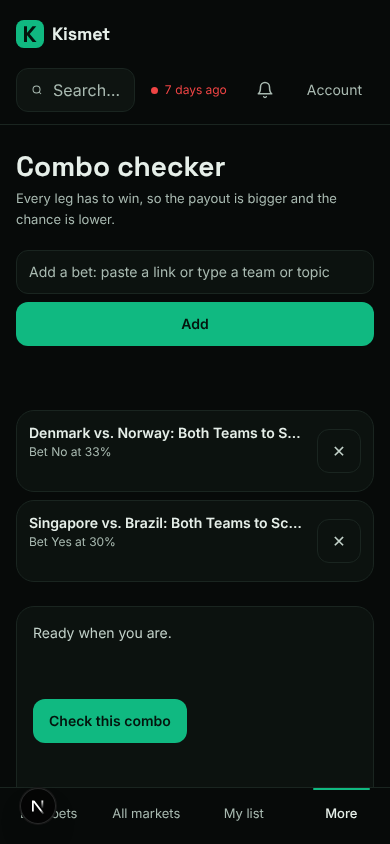 K Kismet
Search...
7 days ago
Account
Combo checker
Every leg has to win, so the payout is bigger and the
chance is lower.
Add a bet: paste a link or type a team or topic
Add
Denmark vs. Norway: Both Teams to S...
Bet No at 33%
Singapore vs. Brazil: Both Teams to Sc...
Bet Yes at 30%
Ready when you are.
Check this combo
N
All markets
My list
More